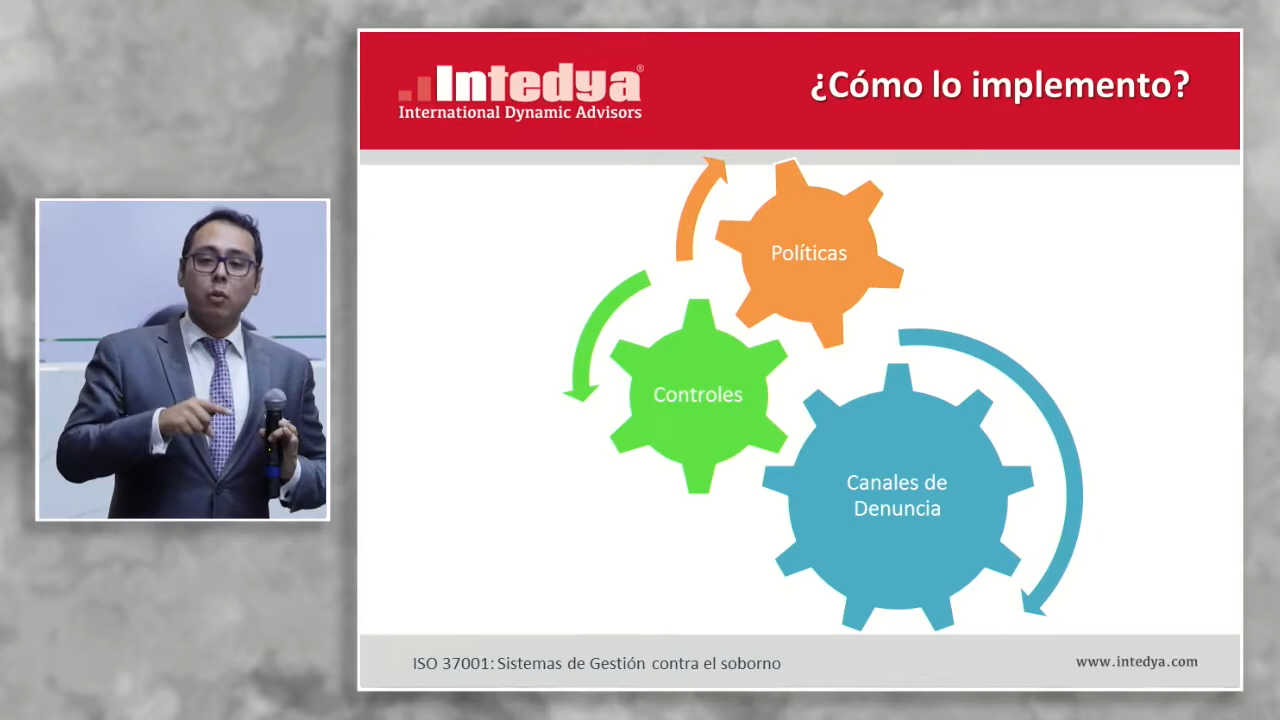 Intedya®
International Dynamic Advisors
¿Cómo lo implemento?
Políticas
Controles
Canales de
Denuncia
ISO 37001: Sistemas de Gestión contra el soborno
www.intedya.com